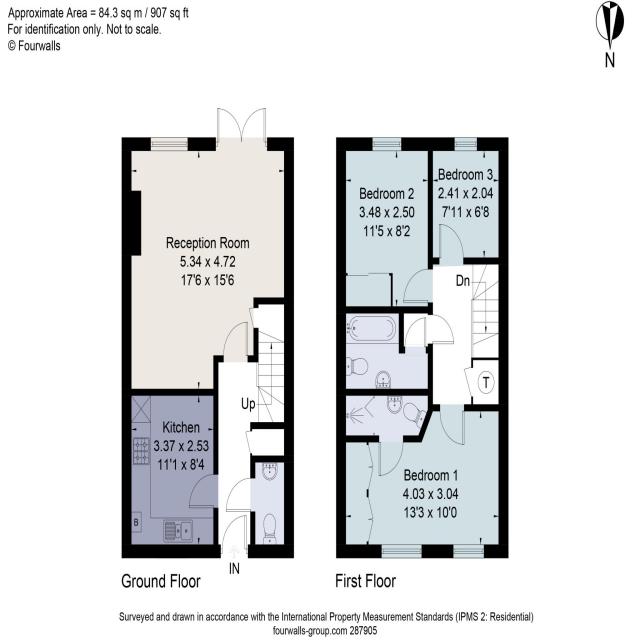 Approximate Area = 84.3 sq m / 907 sq ft
For identification only. Not to scale.
© Fourwalls
N
Reception Room
5.34 x 4.72
17'6 x 15'6
Up
Kitchen
3.37 x 2.53
11'1 x 8'4
B
IN
Ground Floor
Bedroom 2
3.48 x 2.50
11'5 x 8'2
Bedroom 3
2.41 x 2.04
7'11 x 6'8
Dn
T
Bedroom 1
4.03 x 3.04
13'3 x 10'0
First Floor
Surveyed and drawn in accordance with the International Property Measurement Standards (IPMS 2: Residential)
fourwalls-group.com 287905